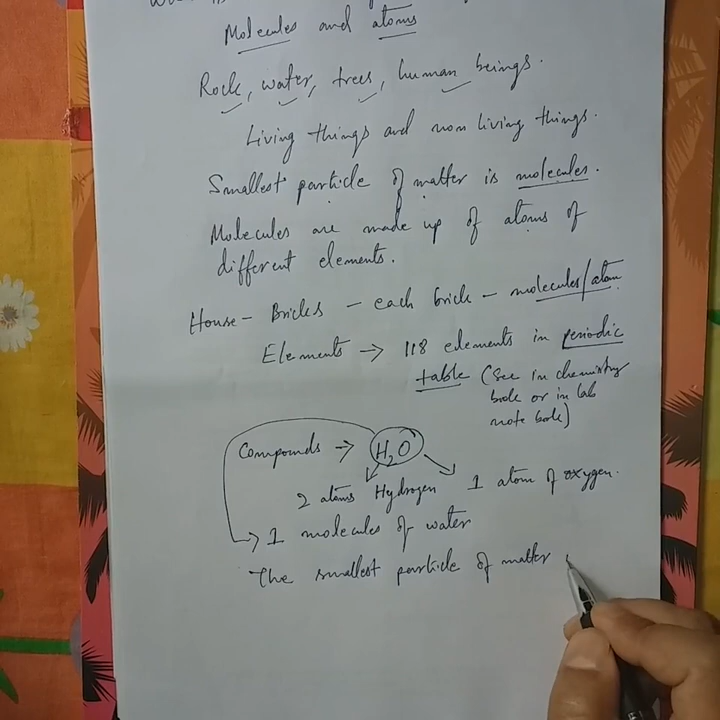 Molecules and atoms
Rock, water, trees, human beings.
Living things and non living things.
Smallest particle of matter is molecules.
Molecules are made up of atoms of
different elements.
House - Bricks - each brick - molecules/atom
Elements → 118 elements in periodic
table (see in chemistry
book or in lab
note book)
Compounds → H2O
2 atoms Hydrogen 1 atom of oxygen.
→ 1 molecules of water
The smallest particle of matter